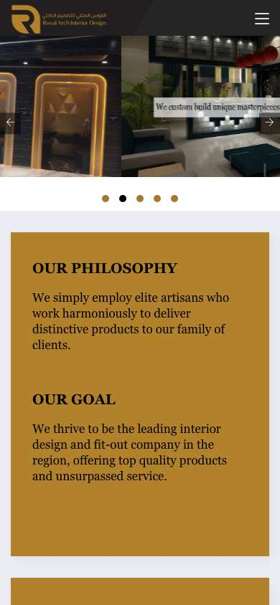 Royal Tech Interior Design
We custom build unique masterpieces
OUR PHILOSOPHY
We simply employ elite artisans who
work harmoniously to deliver
distinctive products to our family of
clients.
OUR GOAL
We thrive to be the leading interior
design and fit-out company in the
region, offering top quality products
and unsurpassed service.